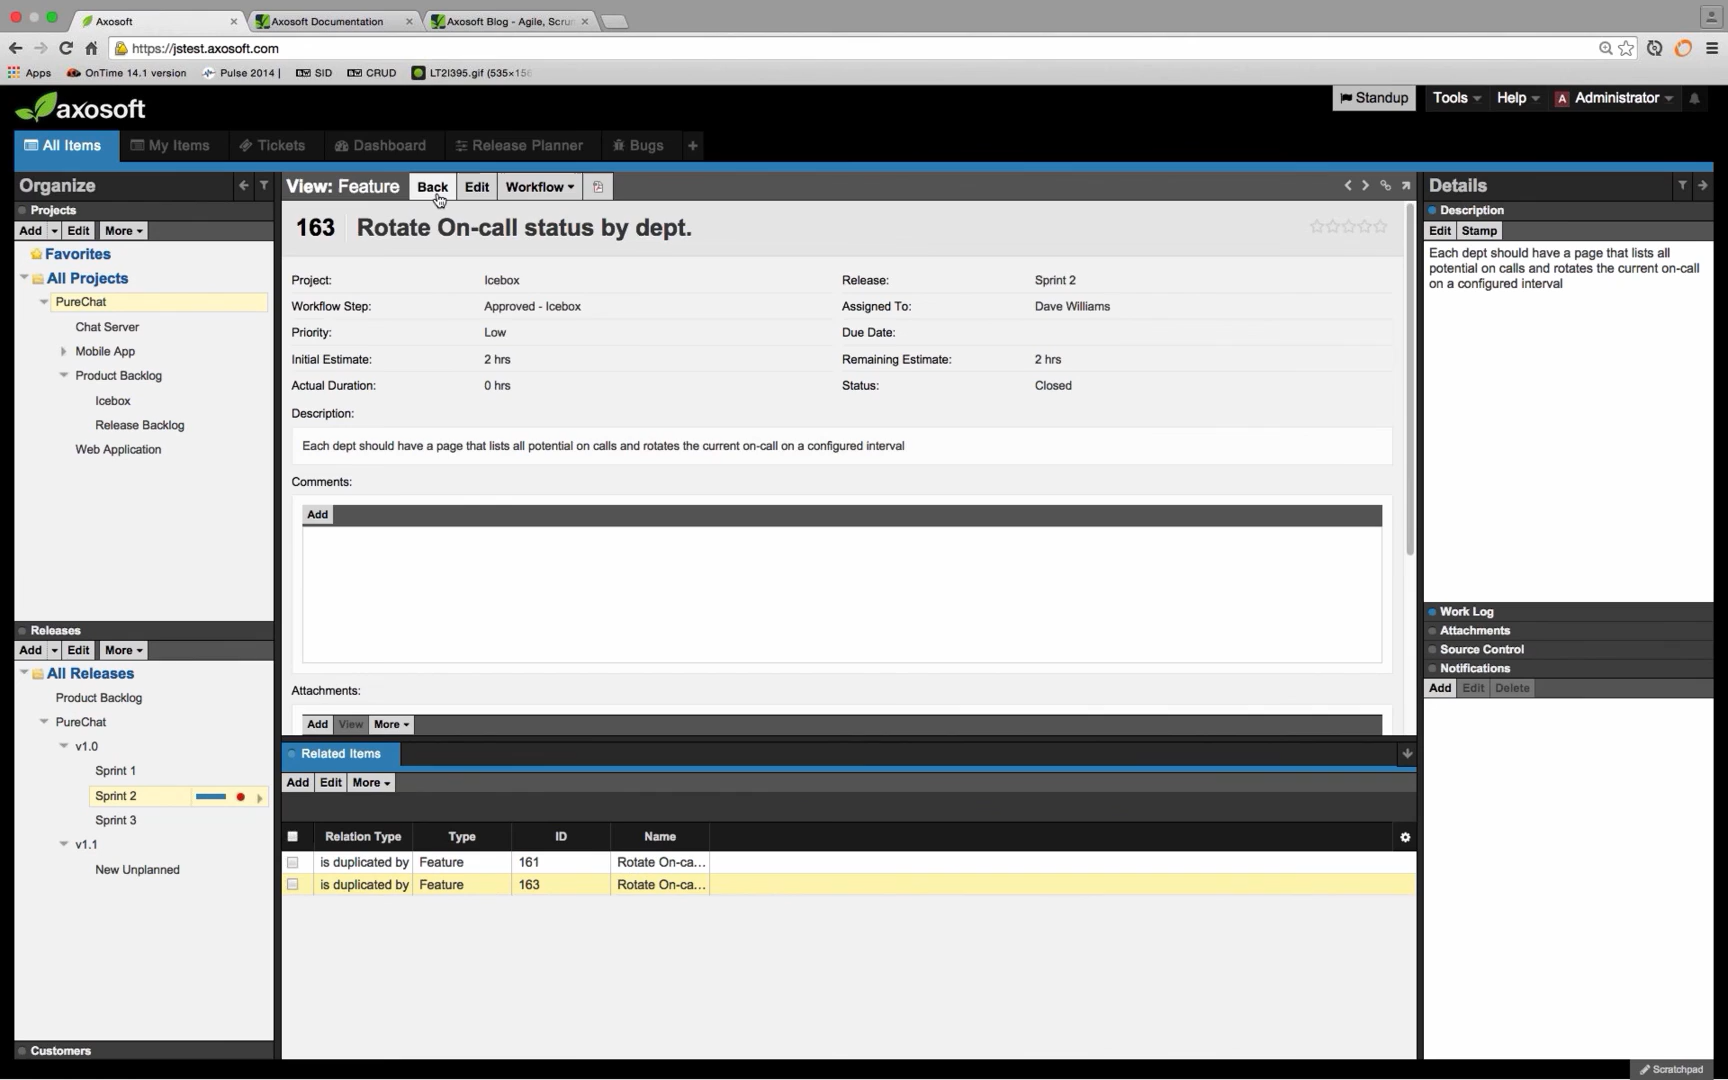 Axosoft
Axosoft Documentation
Axosoft Blog - Agile, Scru
https://jstest.axosoft.com
Apps
OnTime 14.1 version
Pulse 2014 |
SID
CRUD
LT2I395.gif (535×156
axosoft
Standup
Tools
Help
A
Administrator
All Items
My Items
Tickets
Dashboard
Release Planner
Bugs
+
Organize
Projects
Add
Edit
More
Favorites
All Projects
PureChat
Chat Server
Mobile App
Product Backlog
Icebox
Release Backlog
Web Application
Releases
Add
Edit
More
All Releases
Product Backlog
PureChat
v1.0
Sprint 1
Sprint 2
Sprint 3
v1.1
New Unplanned
Customers
View: Feature
Back
Edit
Workflow
163
Rotate On-call status by dept.
Project: Icebox
Release: Sprint 2
Workflow Step: Approved - Icebox
Assigned To: Dave Williams
Priority: Low
Due Date:
Initial Estimate: 2 hrs
Remaining Estimate: 2 hrs
Actual Duration: 0 hrs
Status: Closed
Description:
Each dept should have a page that lists all potential on calls and rotates the current on-call on a configured interval
Comments:
Add
Attachments:
Add
View
More
Related Items
Add
Edit
More
Relation Type
Type
ID
Name
is duplicated by Feature 161 Rotate On-ca...
is duplicated by Feature 163 Rotate On-ca...
Details
Description
Edit
Stamp
Each dept should have a page that lists all
potential on calls and rotates the current on-call
on a configured interval
Work Log
Attachments
Source Control
Notifications
Add
Edit
Delete
Scratchpad